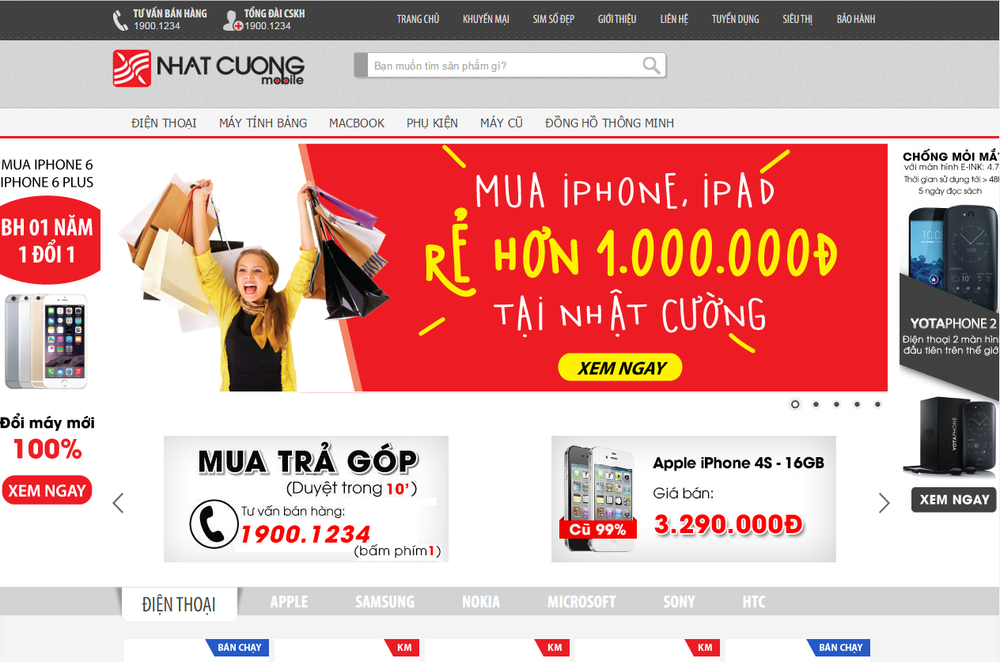 TƯ VẤN BÁN HÀNG
1900.1234
TỔNG ĐÀI CSKH
1900.1234
TRANG CHỦ
KHUYẾN MẠI
SIM SỐ ĐẸP
GIỚI THIỆU
LIÊN HỆ
TUYỂN DỤNG
SIÊU THỊ
BẢO HÀNH
NHAT CUONG
mobile
Bạn muốn tìm sản phẩm gì?
ĐIỆN THOẠI
MÁY TÍNH BẢNG
MACBOOK
PHỤ KIỆN
MÁY CŨ
ĐỒNG HỒ THÔNG MINH
MUA IPHONE 6
IPHONE 6 PLUS
BH 01 NĂM
1 ĐỔI 1
Đổi máy mới
100%
XEM NGAY
MUA iPHONE, iPAD
RẺ HƠN 1.000.000Đ
TẠi NHẬT CƯỜNG
XEM NGAY
CHỐNG MỎI MẮT
với màn hình E-INK: 4.7
Thời gian sử dụng tới > 48H
5 ngày đọc sách
YOTAPHONE 2
Điện thoại 2 màn hìn
đầu tiên trên thế giới
YOTAPHONE
XEM NGAY
MUA TRẢ GÓP
(Duyệt trong 10')
Tư vấn bán hàng:
1900.1234
(bấm phím1)
Apple iPhone 4S - 16GB
Giá bán:
3.290.000Đ
Cũ 99%
ĐIỆN THOẠI
APPLE
SAMSUNG
NOKIA
MICROSOFT
SONY
HTC
BÁN CHẠY
KM
KM
KM
BÁN CHẠY